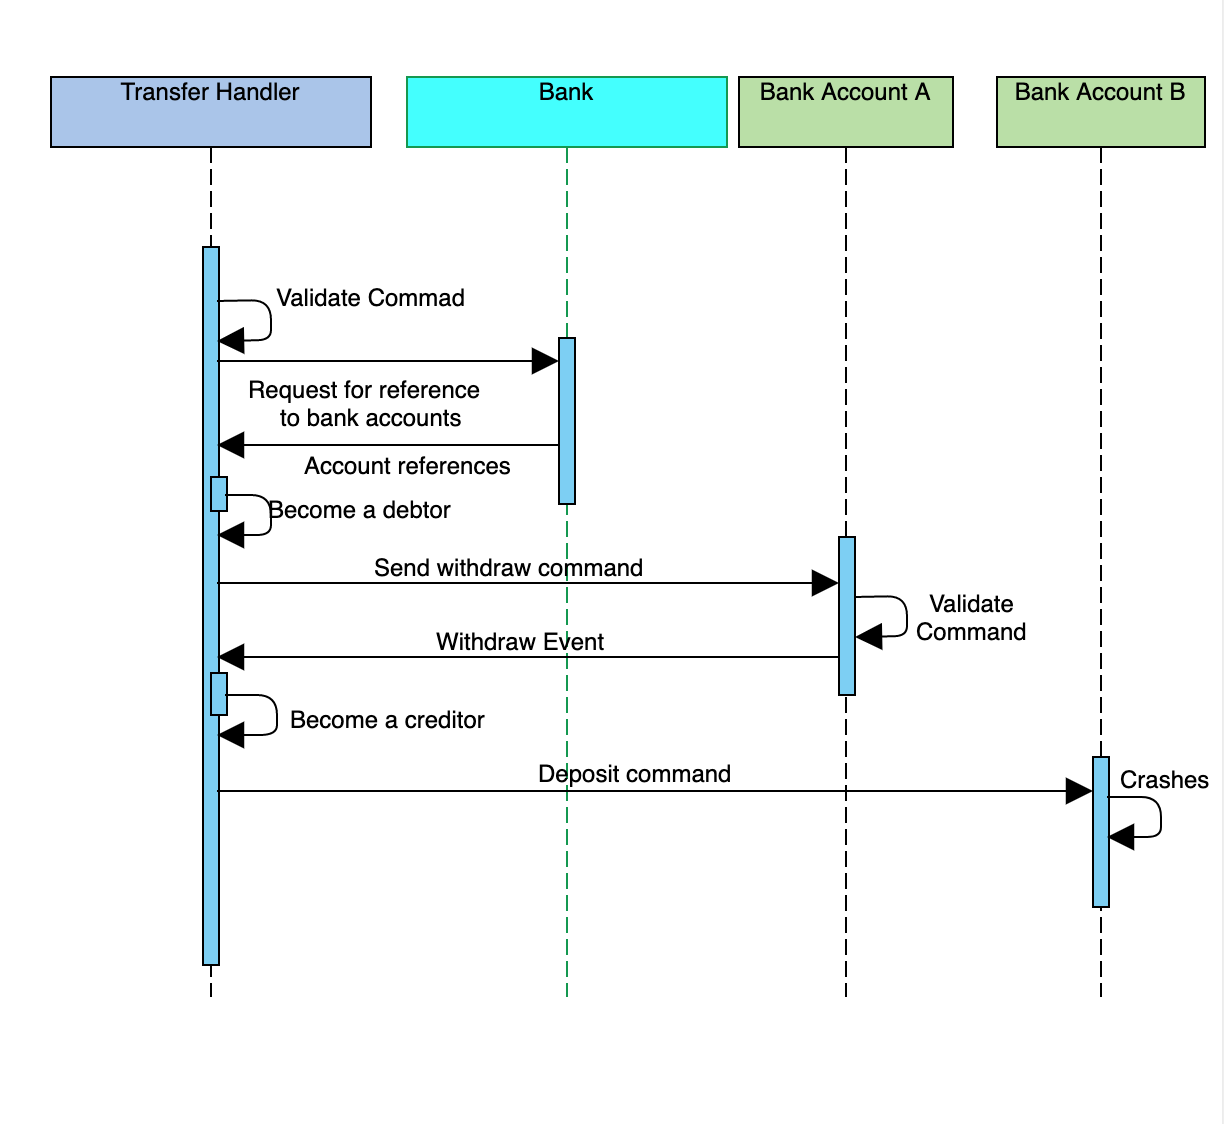 Transfer Handler
Bank
Bank Account A
Bank Account B
Validate Commad
Request for reference
to bank accounts
Account references
Become a debtor
Send withdraw command
Validate
Command
Withdraw Event
Become a creditor
Deposit command
Crashes